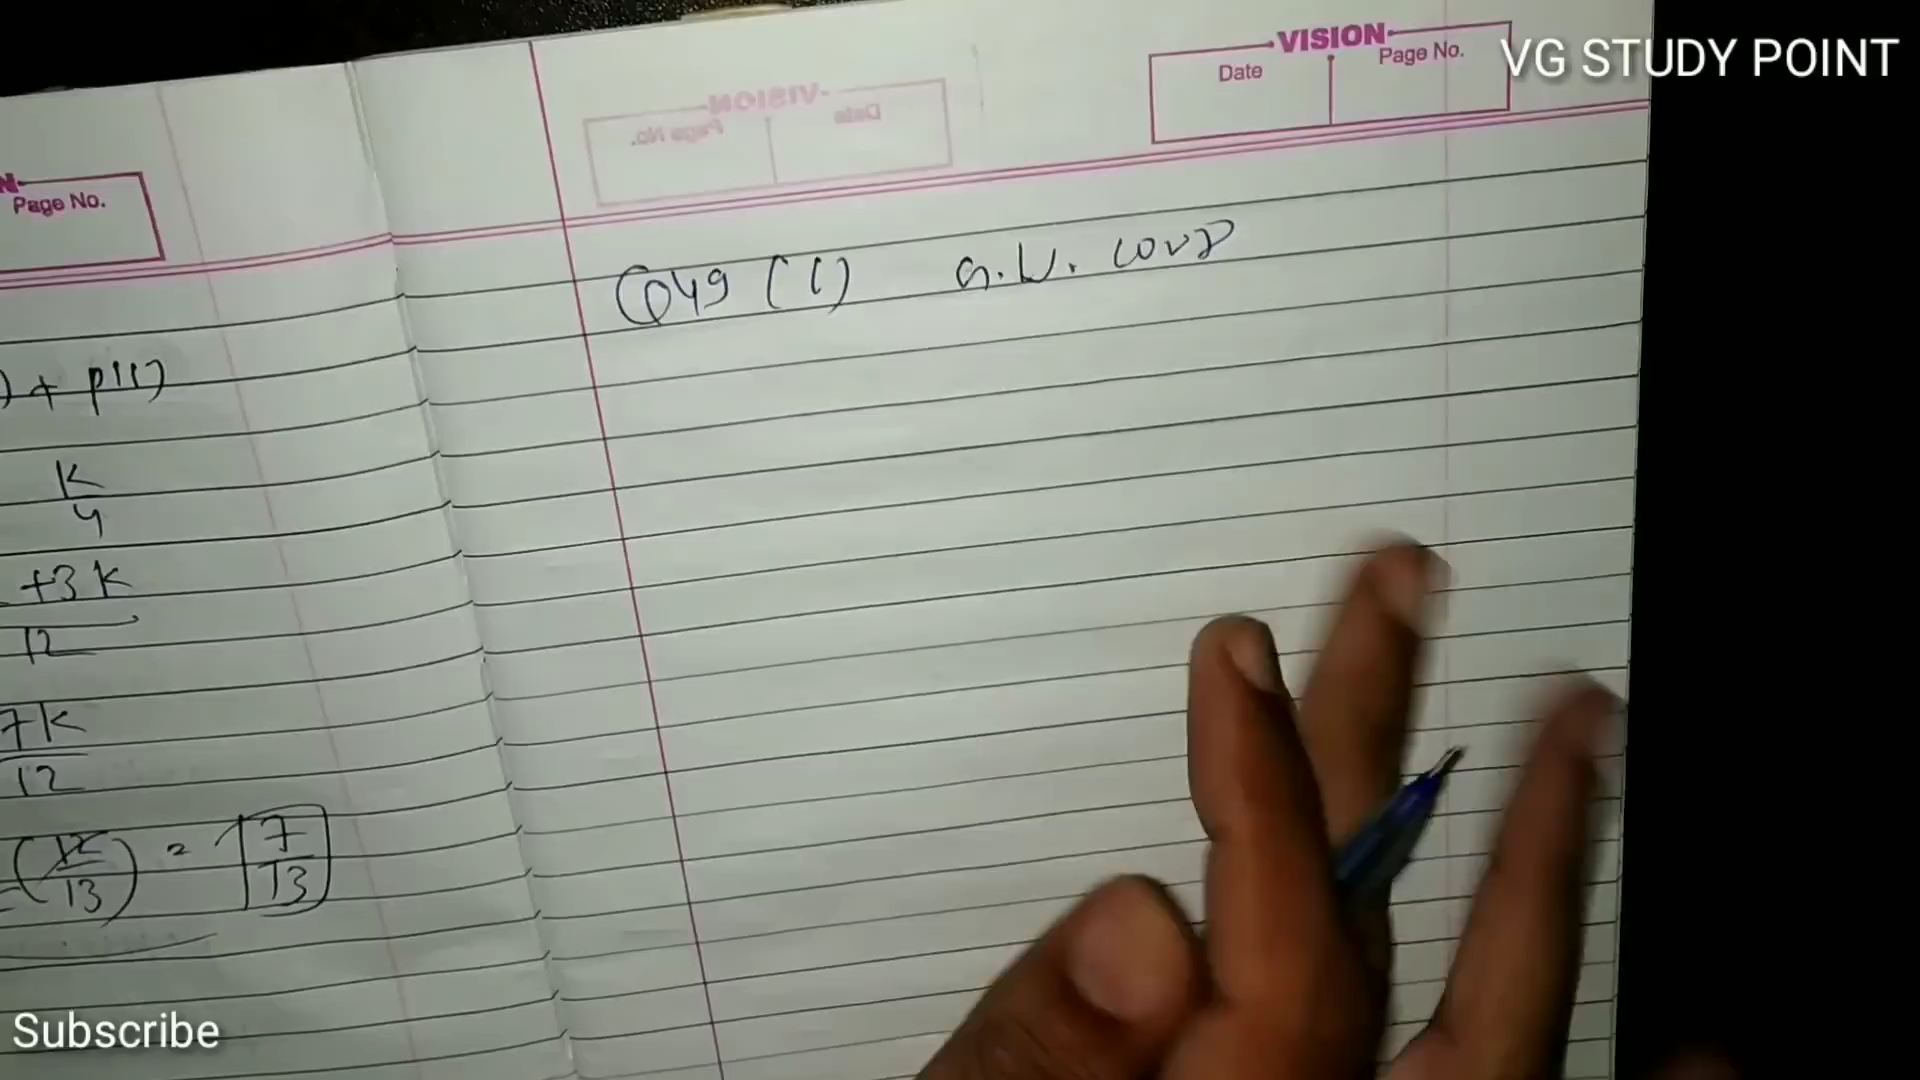 VISION
Date Page No.
VG STUDY POINT
N
Page No.
) + p(1)
K
4
+3K
12
7K
12
= (12/13) = 7/13
Q49 (1)
Subscribe